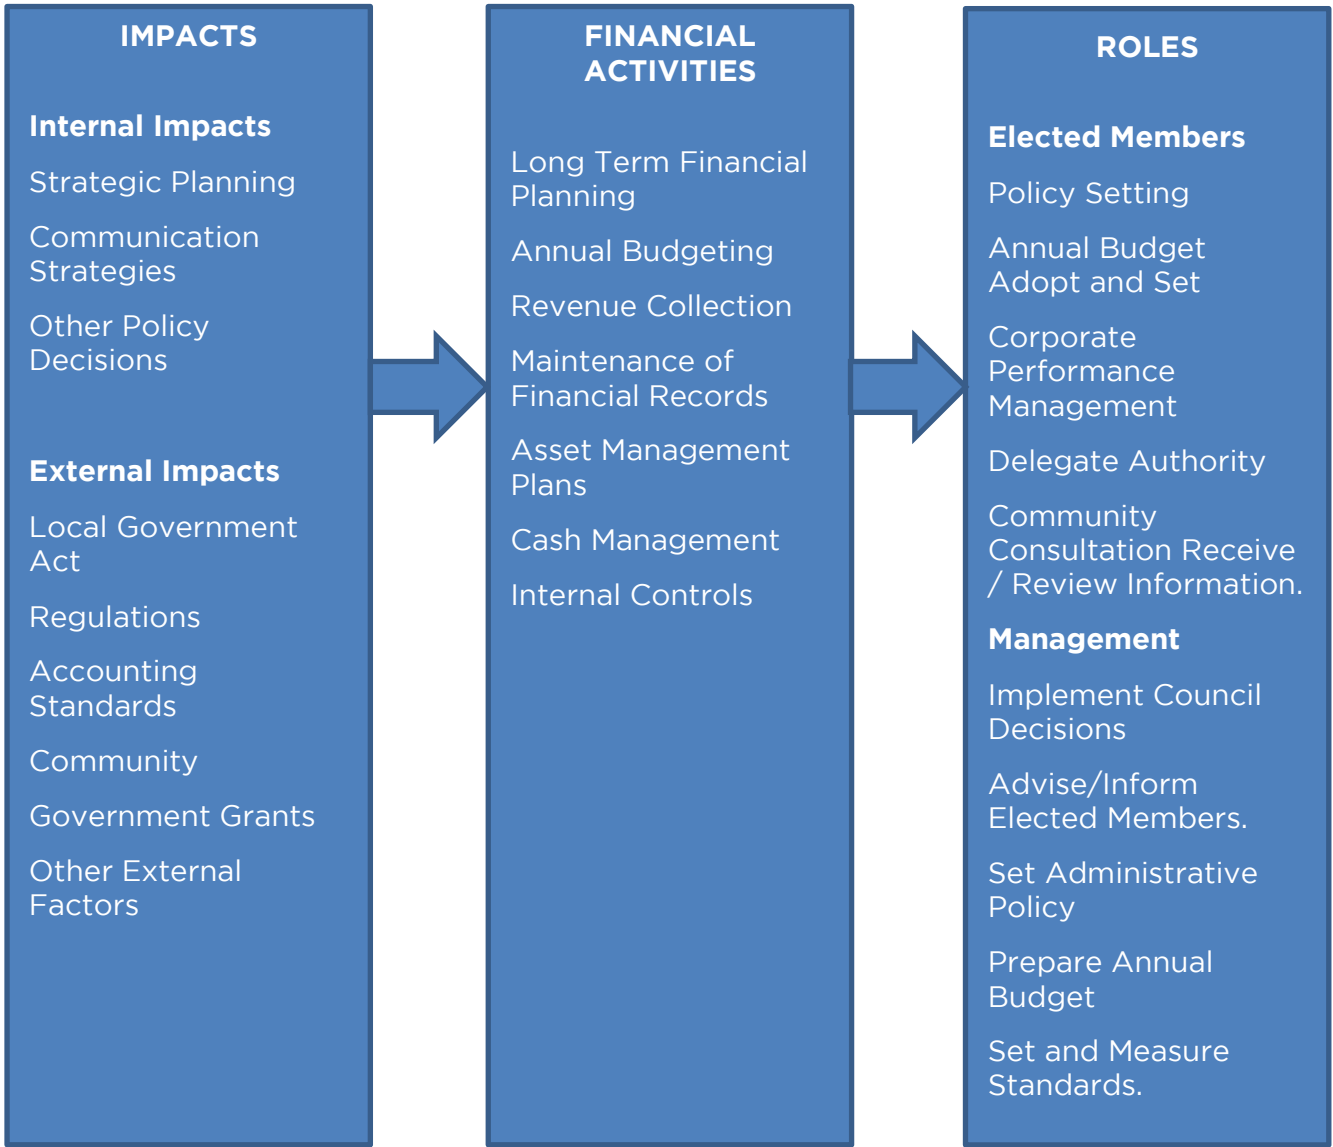 IMPACTS
Internal Impacts
Strategic Planning
Communication
Strategies
Other Policy
Decisions
External Impacts
Local Government
Act
Regulations
Accounting
Standards
Community
Government Grants
Other External
Factors
FINANCIAL
ACTIVITIES
Long Term Financial
Planning
Annual Budgeting
Revenue Collection
Maintenance of
Financial Records
Asset Management
Plans
Cash Management
Internal Controls
ROLES
Elected Members
Policy Setting
Annual Budget
Adopt and Set
Corporate
Performance
Management
Delegate Authority
Community
Consultation Receive
/ Review Information.
Management
Implement Council
Decisions
Advise/Inform
Elected Members.
Set Administrative
Policy
Prepare Annual
Budget
Set and Measure
Standards.